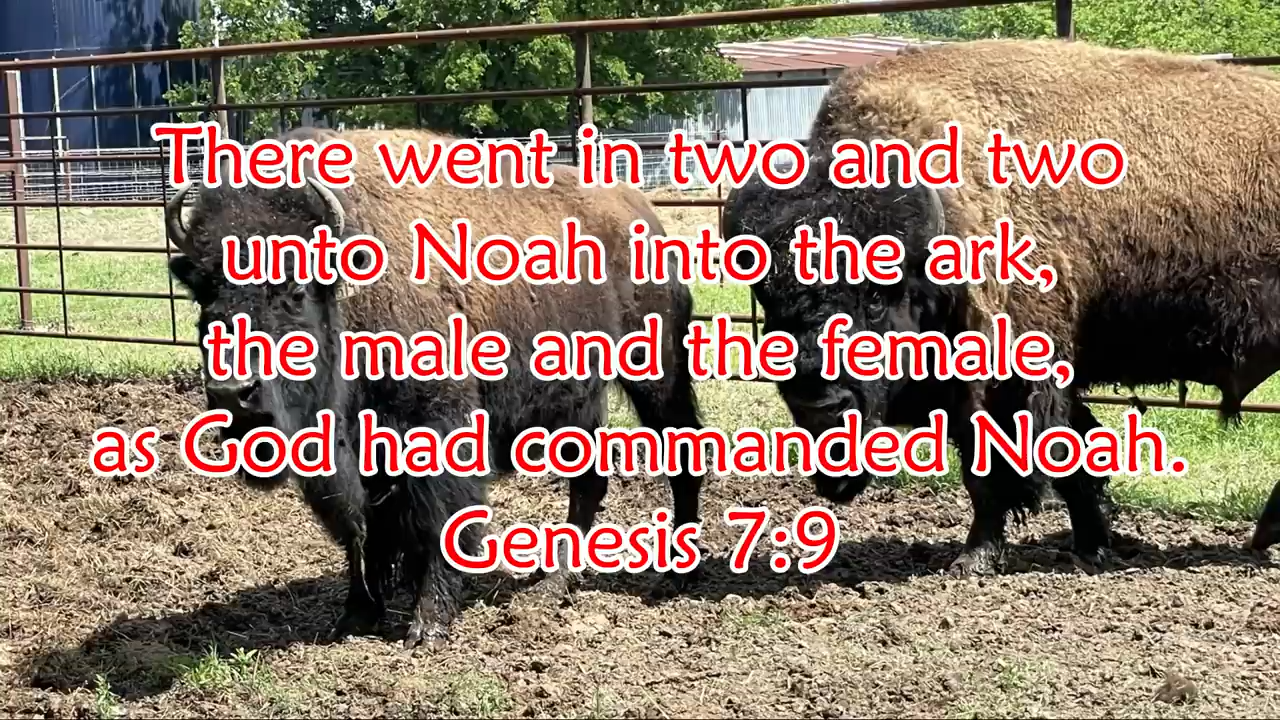 There went in two and two
unto Noah into the ark,
the male and the female,
as God had commanded Noah.
Genesis 7:9